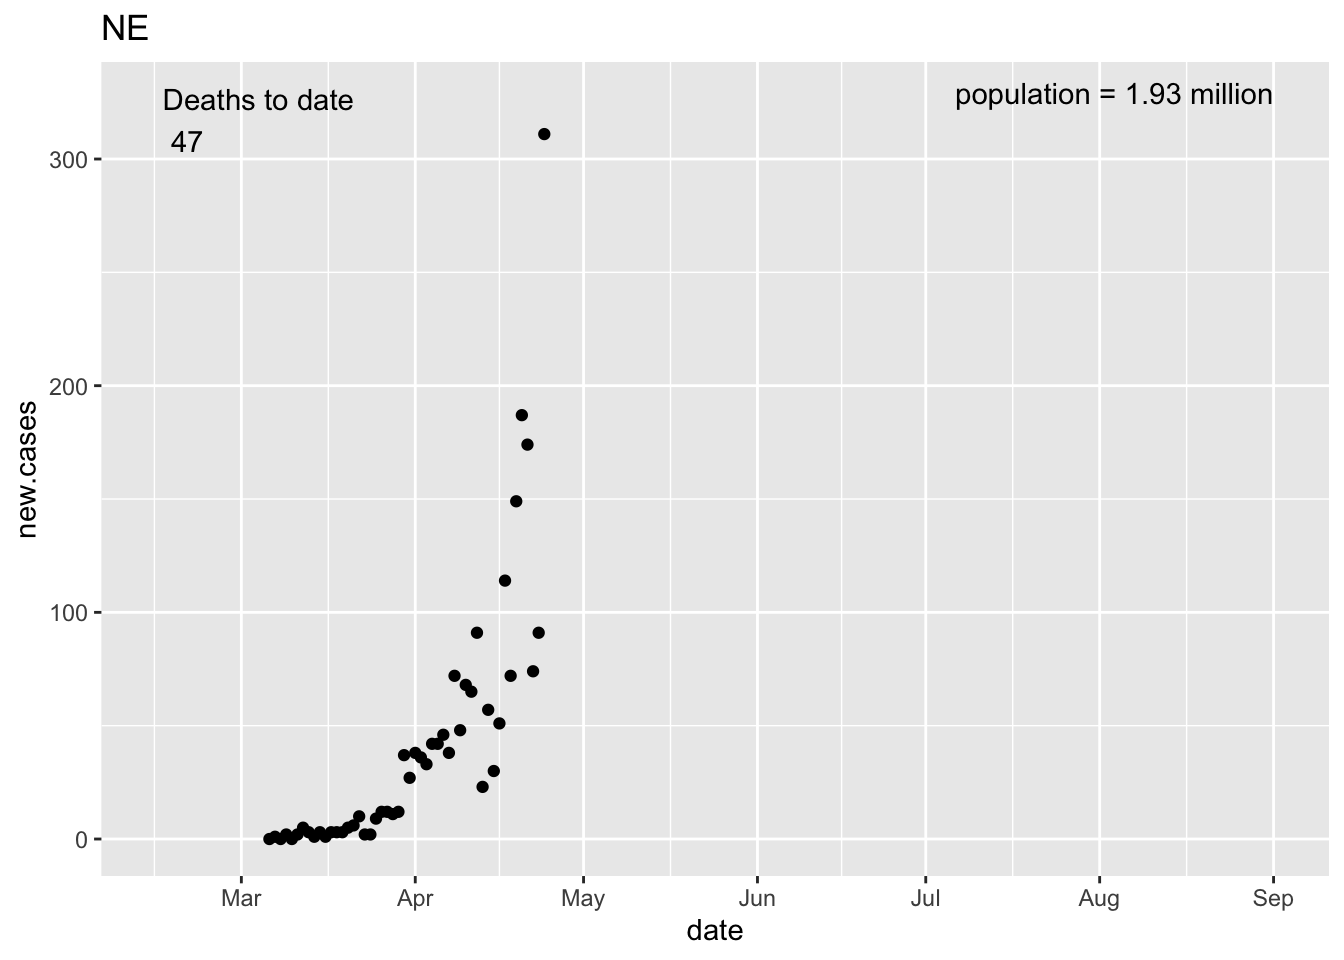 NE
Deaths to date
47
population = 1.93 million
300
200
100
0
new.cases
Mar Apr May Jun Jul Aug Sep
date